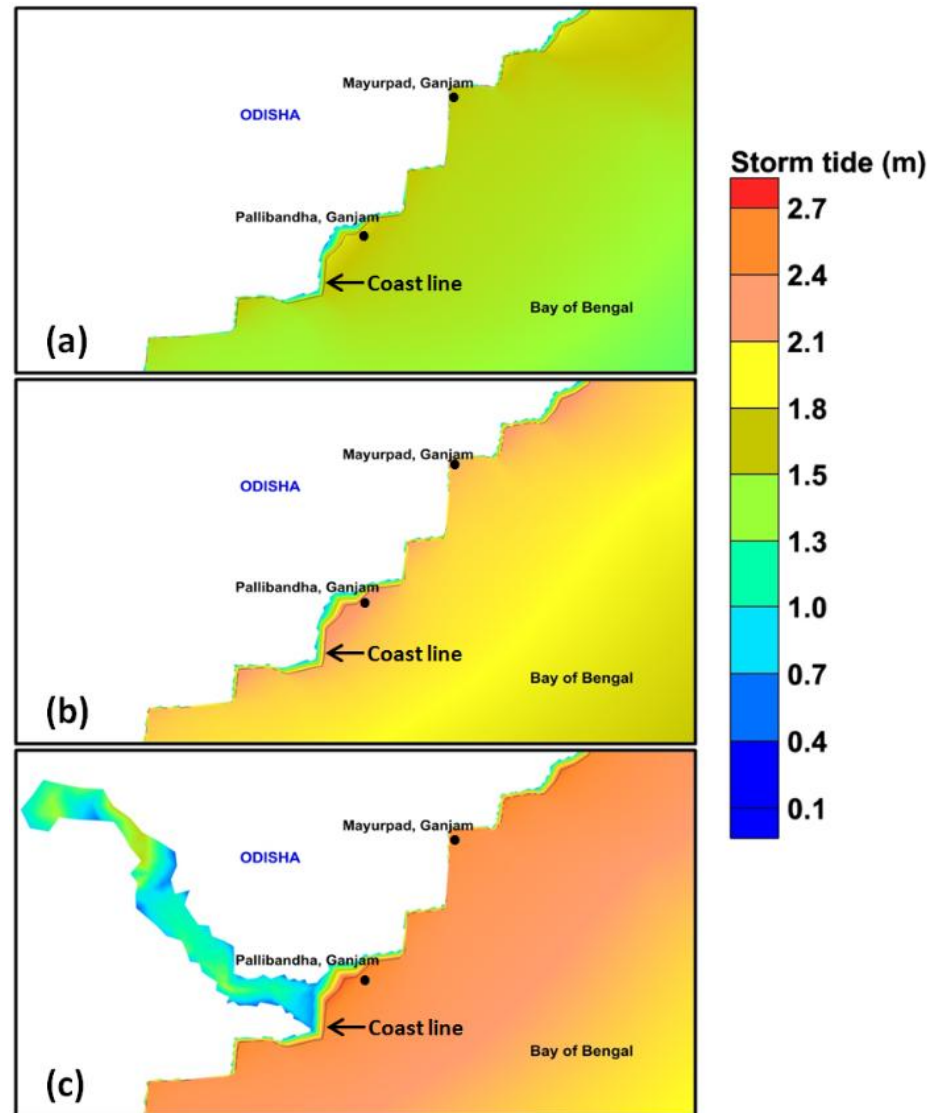 Mayurpad, Ganjam
ODISHA
Pallibandha, Ganjam
Coast line
Bay of Bengal
(a)
Mayurpad, Ganjam
ODISHA
Pallibandha, Ganjam
Coast line
Bay of Bengal
(b)
Mayurpad, Ganjam
ODISHA
Pallibandha, Ganjam
Coast line
Bay of Bengal
(c)
Storm tide (m)
2.7
2.4
2.1
1.8
1.5
1.3
1.0
0.7
0.4
0.1